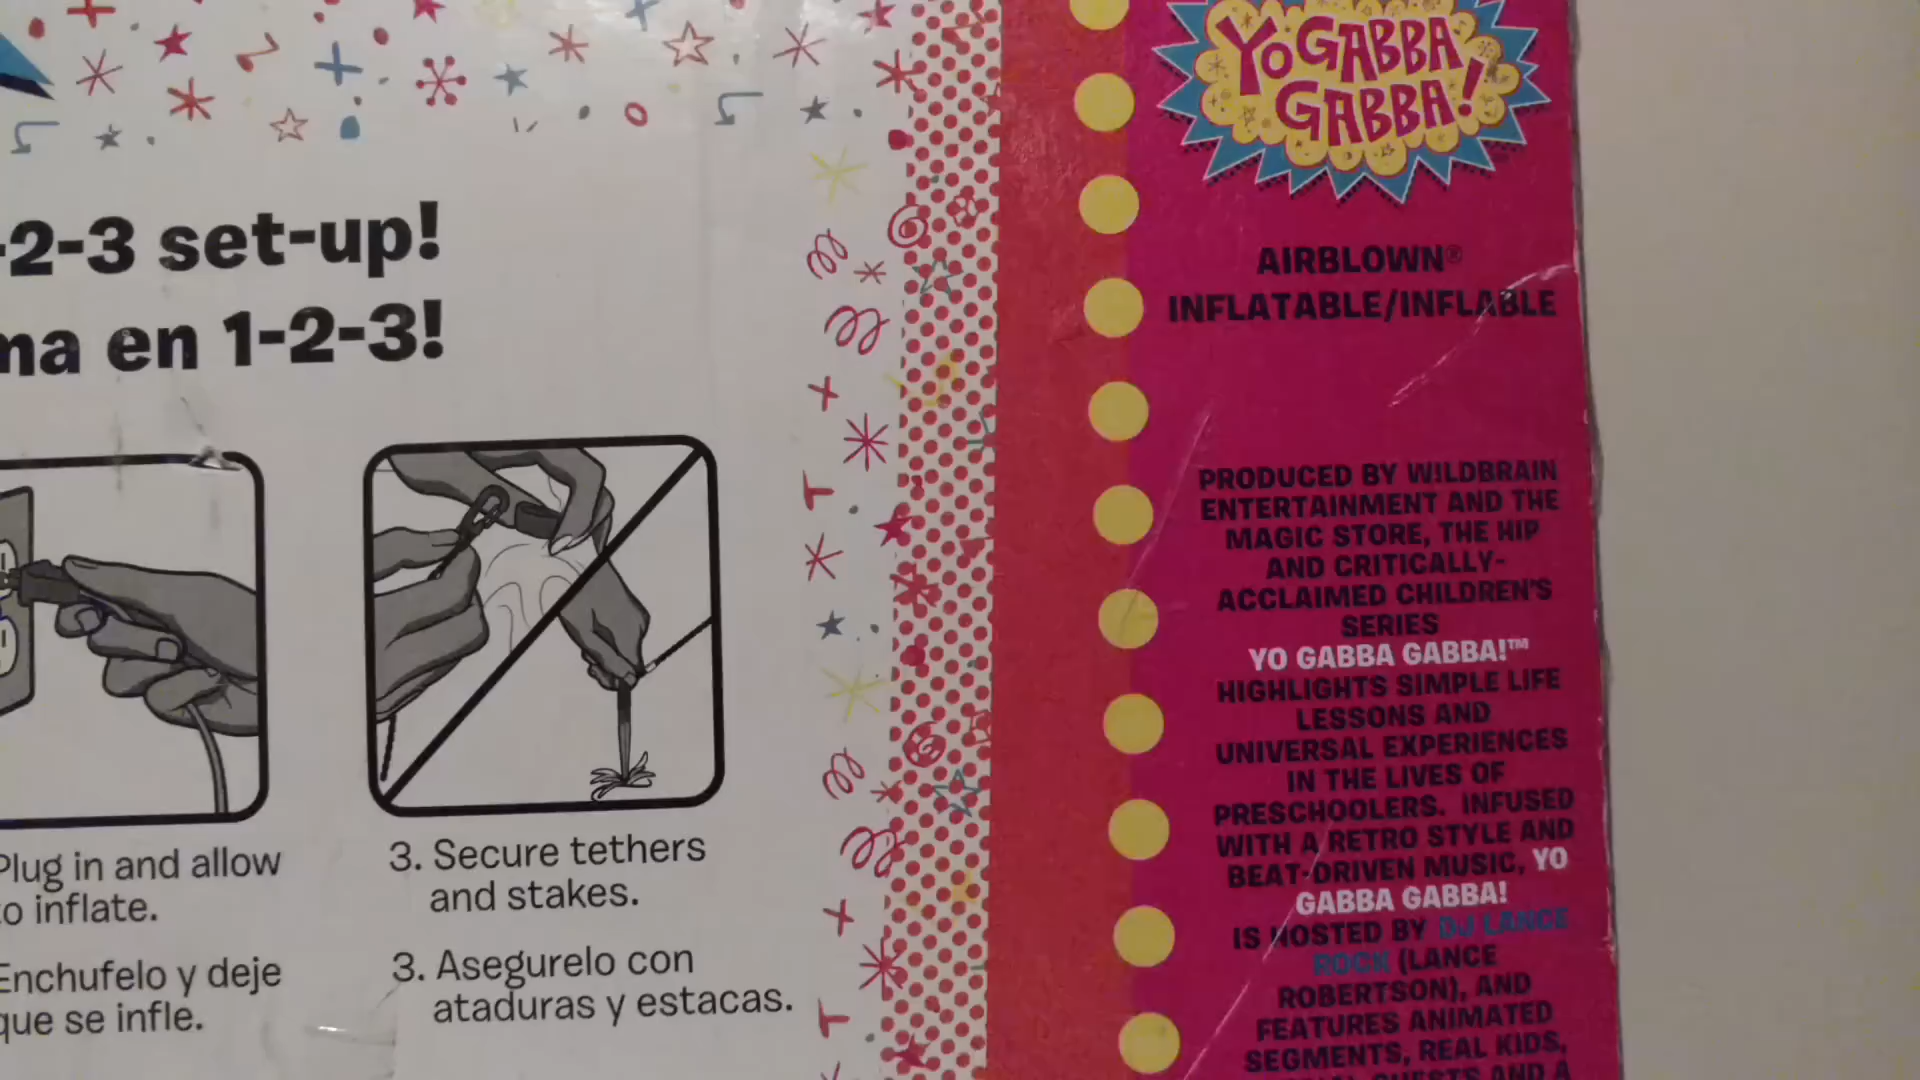 -2-3 set-up!
ma en 1-2-3!
Plug in and allow
to inflate.
Enchufelo y deje
que se infle.
3. Secure tethers
and stakes.
3. Asegurelo con
ataduras y estacas.
YO GABBA
GABBA!
AIRBLOWN®
INFLATABLE/INFLABLE
PRODUCED BY WILDBRAIN
ENTERTAINMENT AND THE
MAGIC STORE, THE HIP
AND CRITICALLY-
ACCLAIMED CHILDREN'S
SERIES
YO GABBA GABBA!™
HIGHLIGHTS SIMPLE LIFE
LESSONS AND
UNIVERSAL EXPERIENCES
IN THE LIVES OF
PRESCHOOLERS. INFUSED
WITH A RETRO STYLE AND
BEAT-DRIVEN MUSIC, YO
GABBA GABBA!
IS HOSTED BY DJ LANCE
ROCK (LANCE
ROBERTSON), AND
FEATURES ANIMATED
SEGMENTS, REAL KIDS,
GUESTS AND A